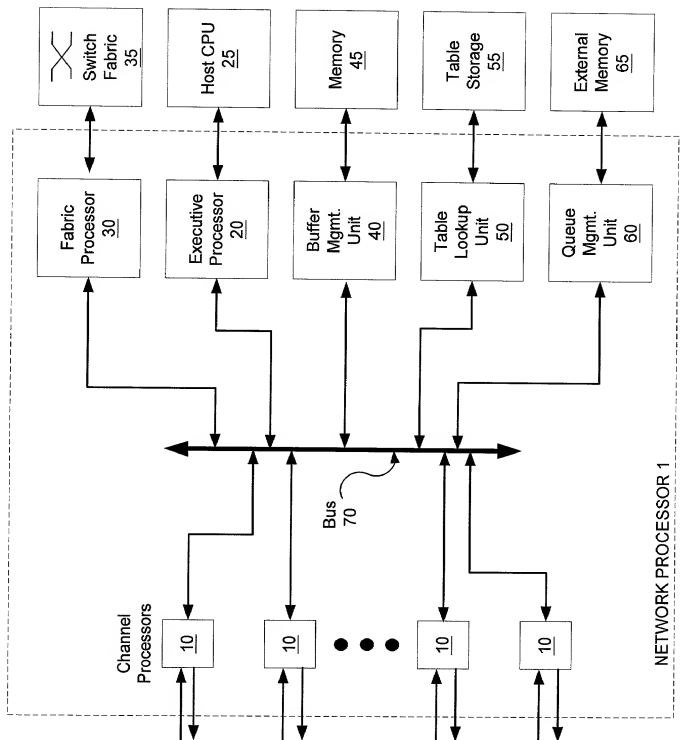 Switch
Fabric
35
Host CPU
25
Memory
45
Table
Storage
55
External
Memory
65
Fabric
Processor
30
Executive
Processor
20
Buffer
Mgmt.
Unit
40
Table
Lookup
Unit
50
Queue
Mgmt.
Unit
60
Bus
70
Channel
Processors
10
10
10
10
NETWORK PROCESSOR 1